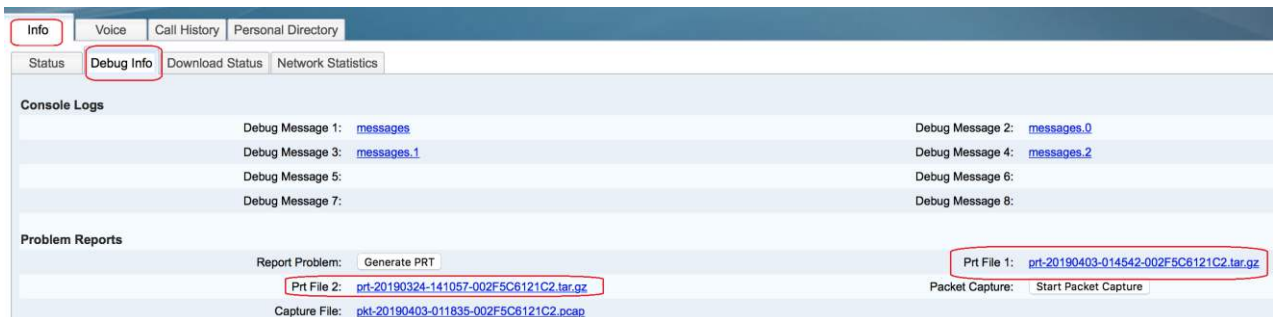 Info Voice Call History Personal Directory
Status Debug Info Download Status Network Statistics
Console Logs
Debug Message 1: messages Debug Message 2: messages.0
Debug Message 3: messages.1 Debug Message 4: messages.2
Debug Message 5: Debug Message 6:
Debug Message 7: Debug Message 8:
Problem Reports
Report Problem: Generate PRT Prt File 1: prt-20190403-014542-002F5C6121C2.tar.gz
Prt File 2: prt-20190324-141057-002F5C6121C2.tar.gz Packet Capture: Start Packet Capture
Capture File: pkt-20190403-011835-002F5C6121C2.pcap